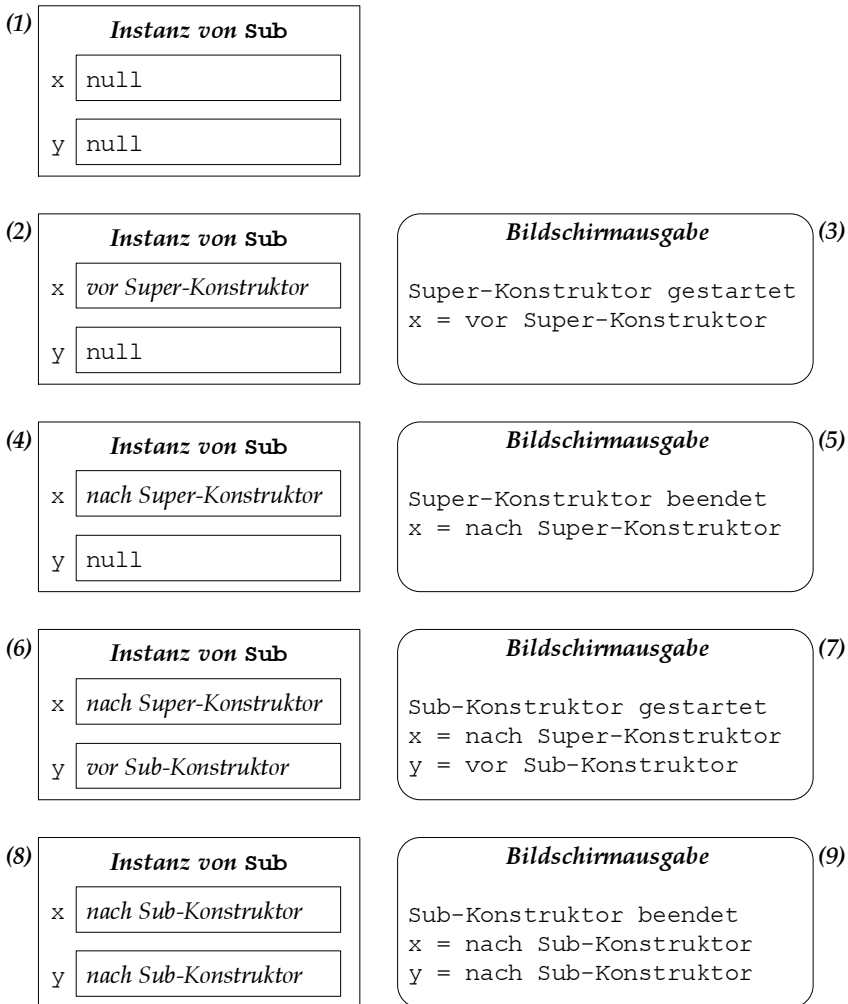 (1)
Instanz von Sub
x null
y null
(2)
Instanz von Sub
x vor Super-Konstruktor
y null
Bildschirmausgabe
(3)
Super-Konstruktor gestartet
x = vor Super-Konstruktor
(4)
Instanz von Sub
x nach Super-Konstruktor
y null
Bildschirmausgabe
(5)
Super-Konstruktor beendet
x = nach Super-Konstruktor
(6)
Instanz von Sub
x nach Super-Konstruktor
y vor Sub-Konstruktor
Bildschirmausgabe
(7)
Sub-Konstruktor gestartet
x = nach Super-Konstruktor
y = vor Sub-Konstruktor
(8)
Instanz von Sub
x nach Sub-Konstruktor
y nach Sub-Konstruktor
Bildschirmausgabe
(9)
Sub-Konstruktor beendet
x = nach Sub-Konstruktor
y = nach Sub-Konstruktor